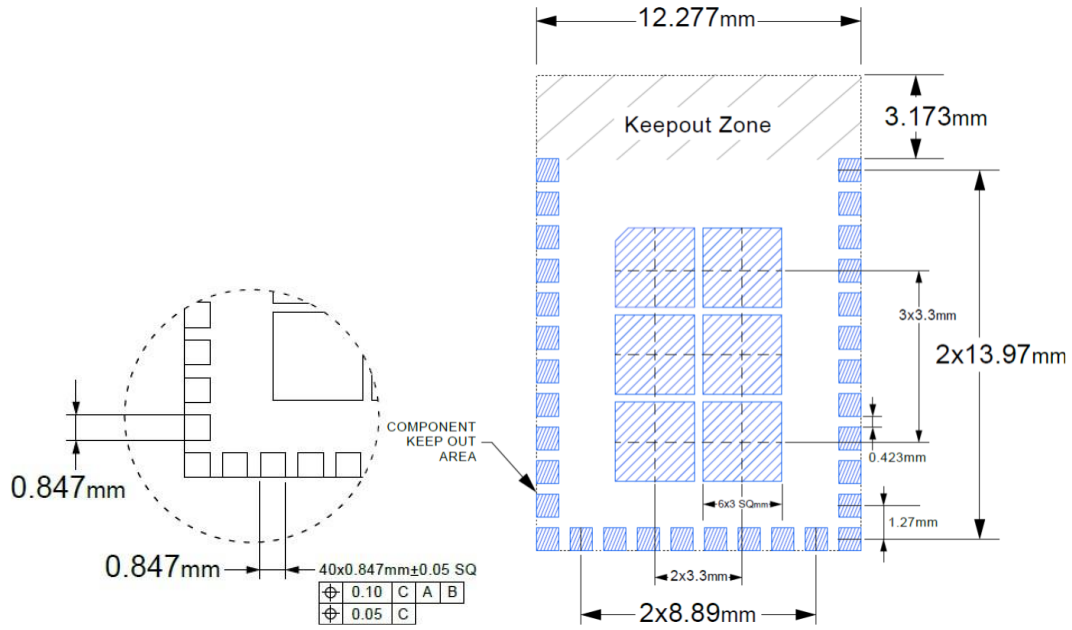 12.277mm
Keepout Zone
3.173mm
3x3.3mm
2x13.97mm
COMPONENT
KEEP OUT
AREA
0.423mm
0.847mm
6x3 SQmm
1.27mm
0.847mm
40x0.847mm±0.05 SQ
2x3.3mm
⌖ 0.10 C A B
⌖ 0.05 C
2x8.89mm